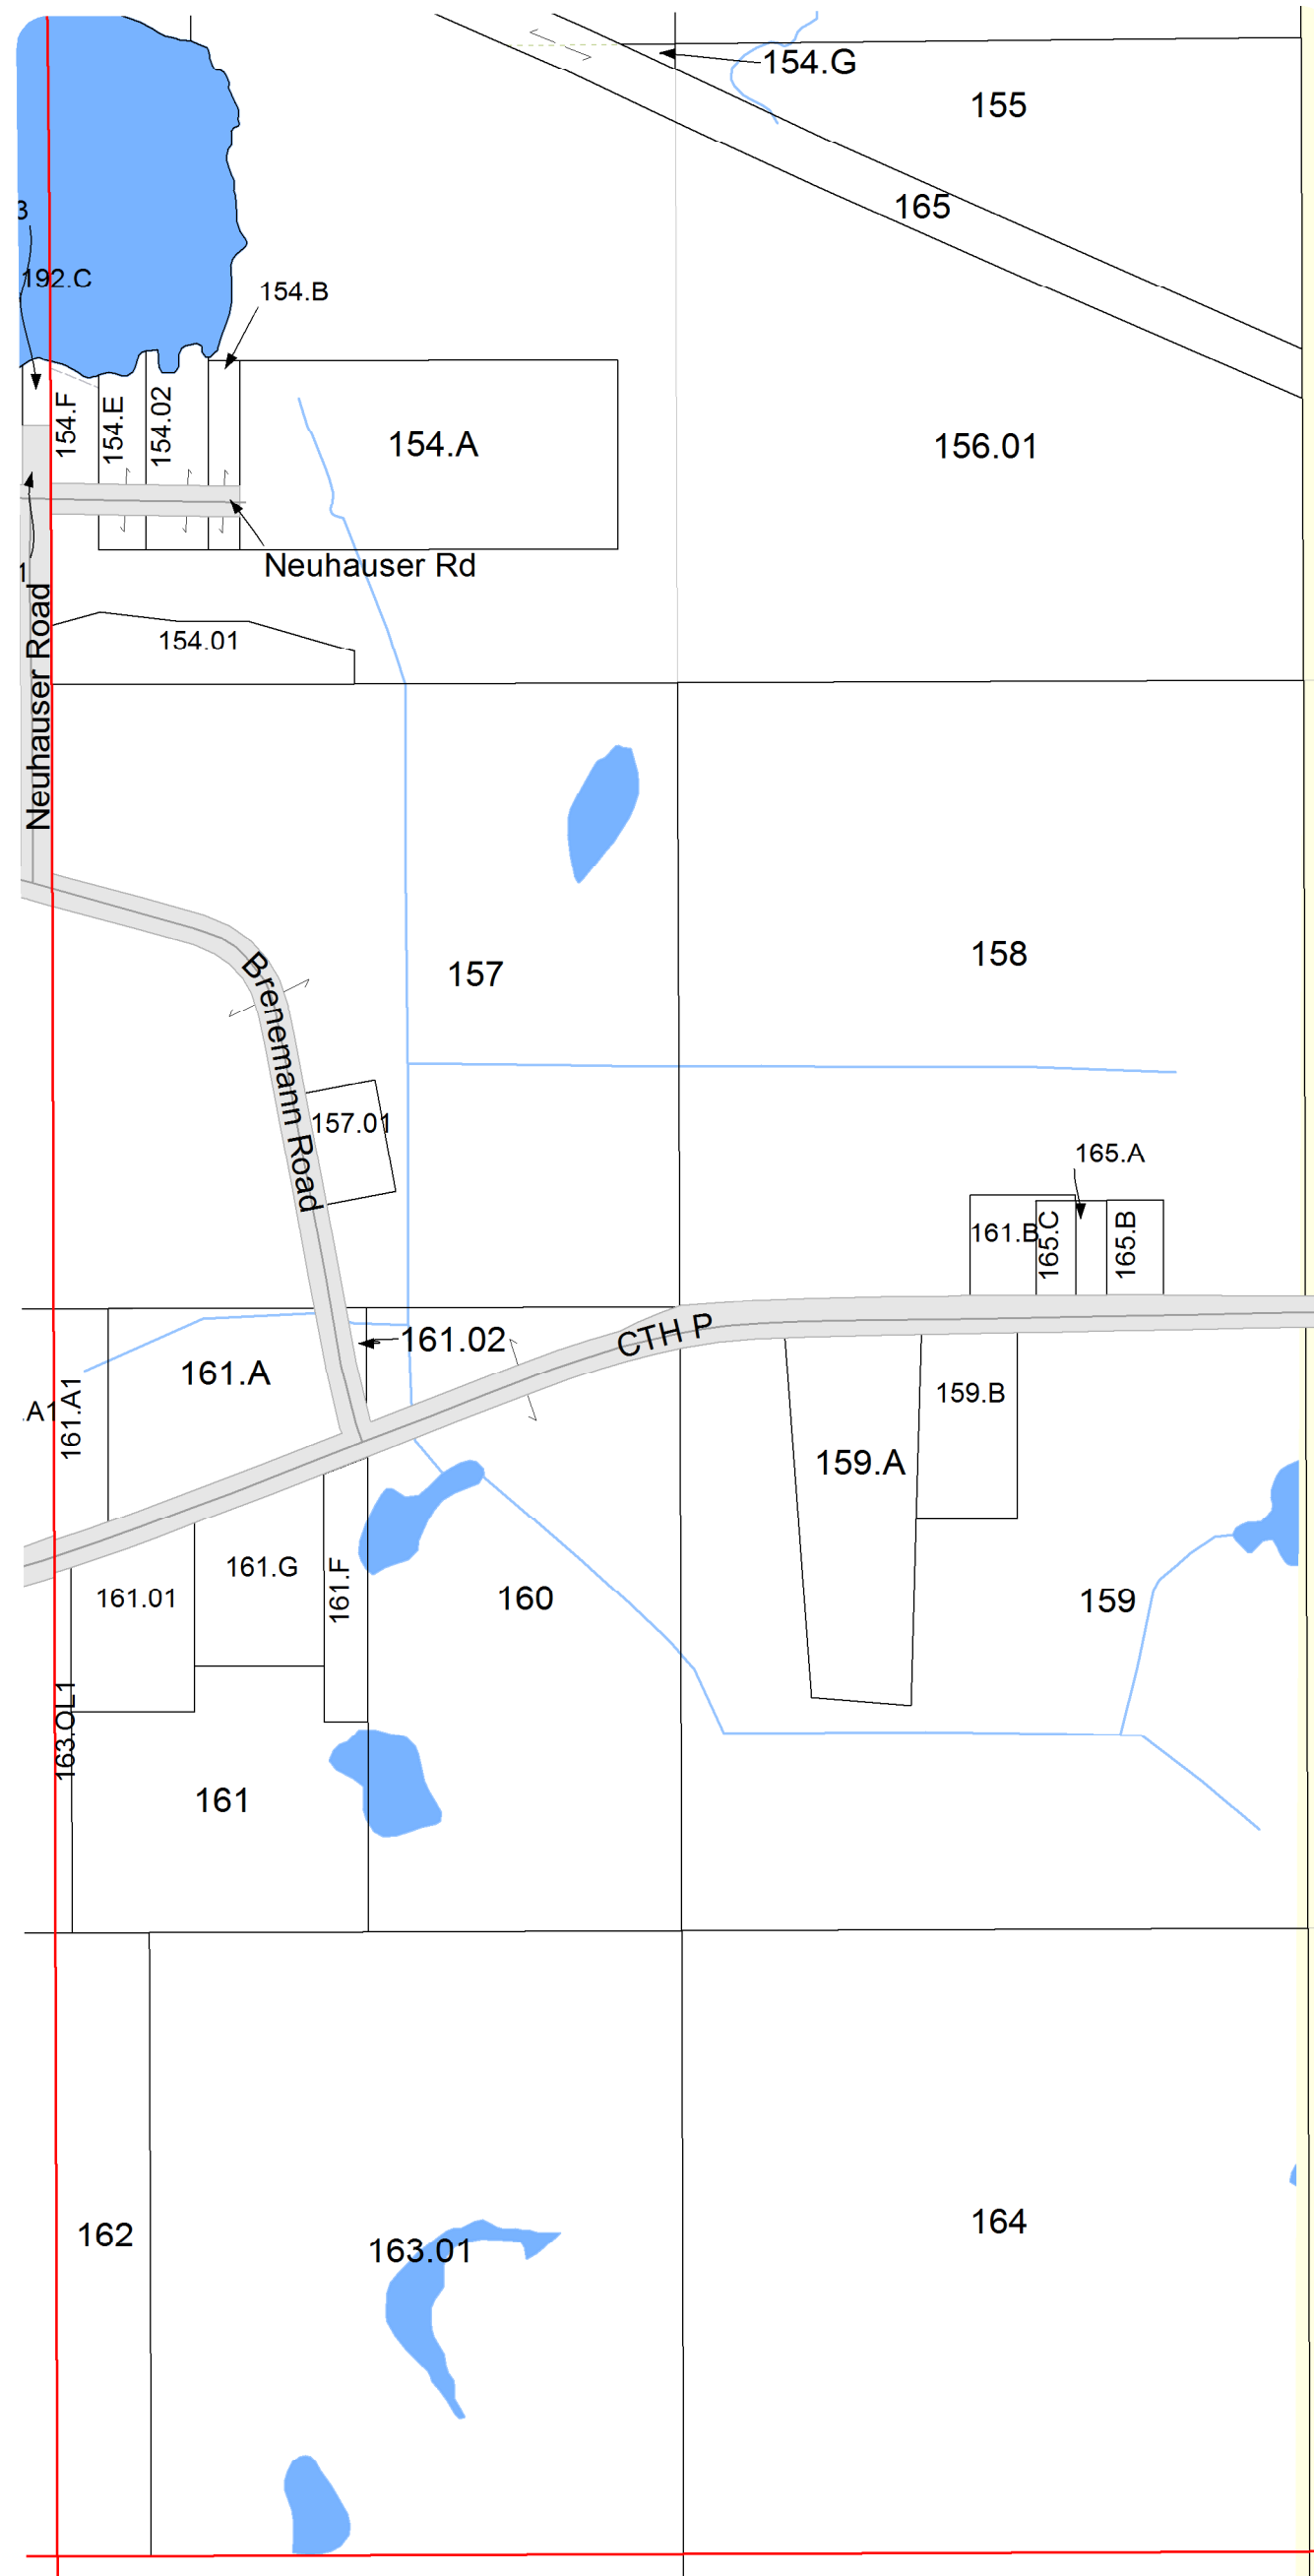 154.G
155
165
3
192.C
154.B
154.F
154.E
154.02
154.A
156.01
Neuhauser Rd
1
Neuhauser Road
154.01
157
158
Brenemann Road
157.01
165.A
161.B
165.C
165.B
CTH P
161.02
161.A
161.A1
.A1
159.B
159.A
161.G
161.F
161.01
160
159
163.OL1
161
162
163.01
164